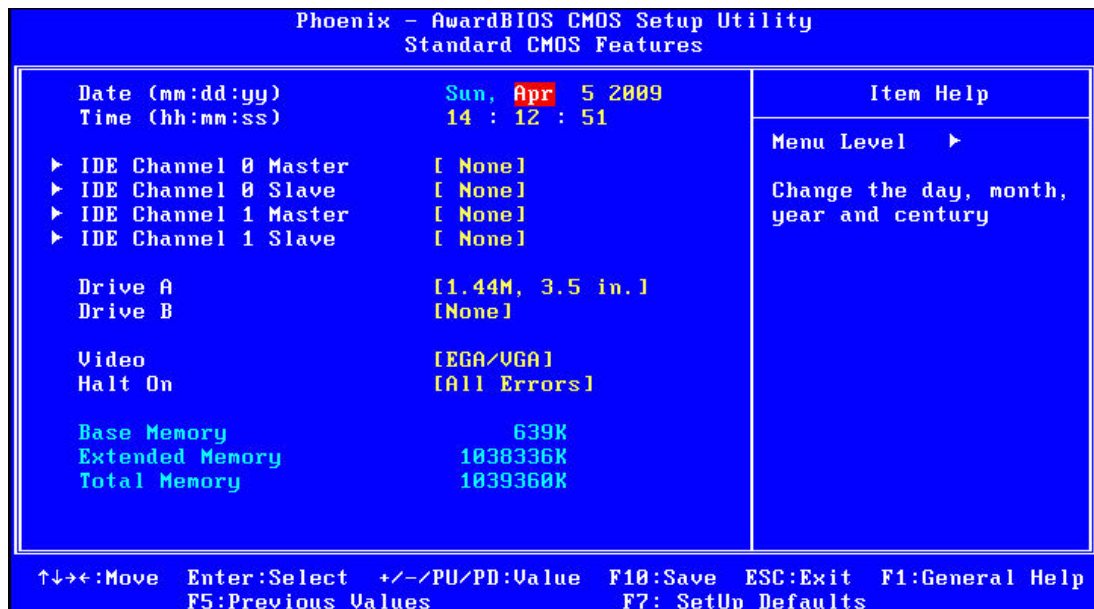 Phoenix - AwardBIOS CMOS Setup Utility
Standard CMOS Features
Date (mm:dd:yy) Sun, Apr 5 2009
Time (hh:mm:ss) 14 : 12 : 51
IDE Channel 0 Master [ None]
IDE Channel 0 Slave [ None]
IDE Channel 1 Master [ None]
IDE Channel 1 Slave [ None]
Drive A [1.44M, 3.5 in.]
Drive B [None]
Video [EGA/VGA]
Halt On [All Errors]
Base Memory 639K
Extended Memory 1038336K
Total Memory 1039360K
Item Help
Menu Level
Change the day, month,
year and century
↑↓→←:Move Enter:Select +/-/PU/PD:Value F10:Save ESC:Exit F1:General Help
F5:Previous Values F7: SetUp Defaults